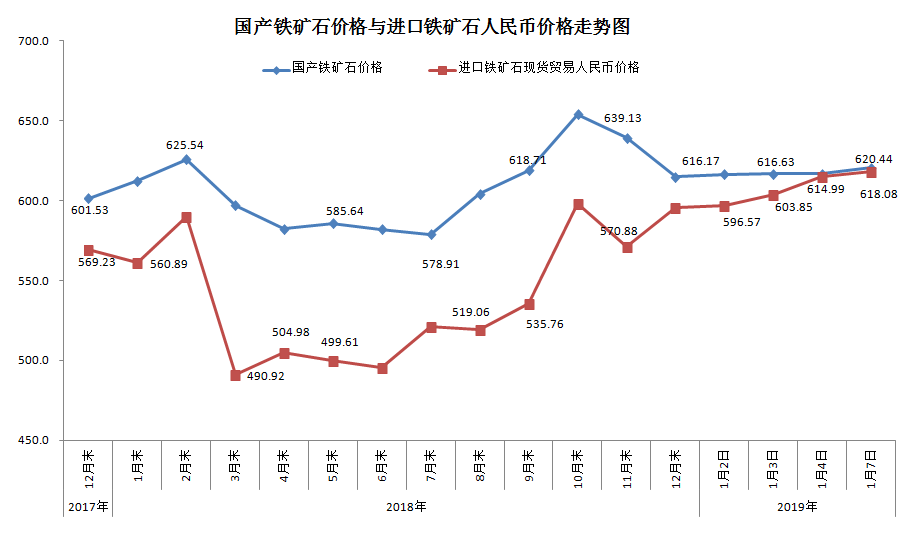 国产铁矿石价格与进口铁矿石人民币价格走势图
国产铁矿石价格 进口铁矿石现货贸易人民币价格
700.0
650.0
600.0
550.0
500.0
450.0
601.53
625.54
585.64
578.91
618.71
639.13
616.17
616.63
620.44
569.23
560.89
490.92
504.98
499.61
519.06
535.76
570.88
596.57
603.85
614.99
618.08
12月末
1月末
2月末
3月末
4月末
5月末
6月末
7月末
8月末
9月末
10月末
11月末
12月末
1月2日
1月3日
1月4日
1月7日
2017年 2018年 2019年